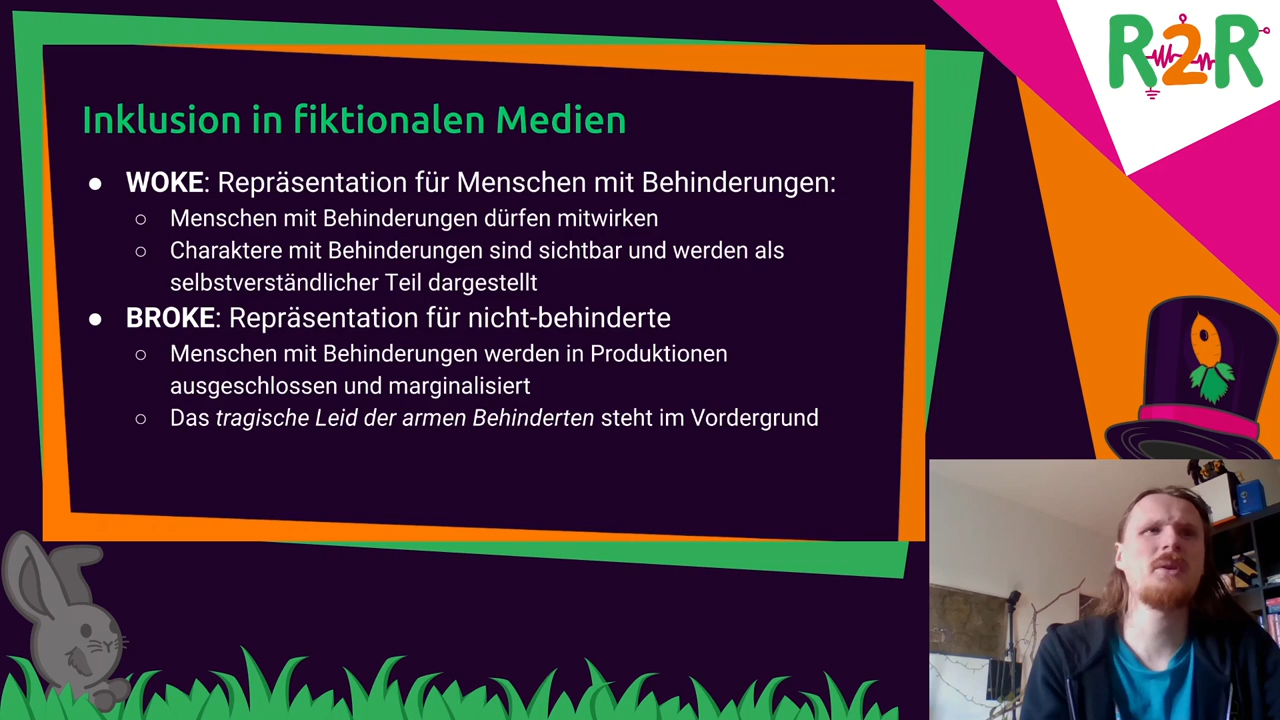 R2R
Inklusion in fiktionalen Medien
● WOKE: Repräsentation für Menschen mit Behinderungen:
○ Menschen mit Behinderungen dürfen mitwirken
○ Charaktere mit Behinderungen sind sichtbar und werden als
selbstverständlicher Teil dargestellt
● BROKE: Repräsentation für nicht-behinderte
○ Menschen mit Behinderungen werden in Produktionen
ausgeschlossen und marginalisiert
○ Das tragische Leid der armen Behinderten steht im Vordergrund